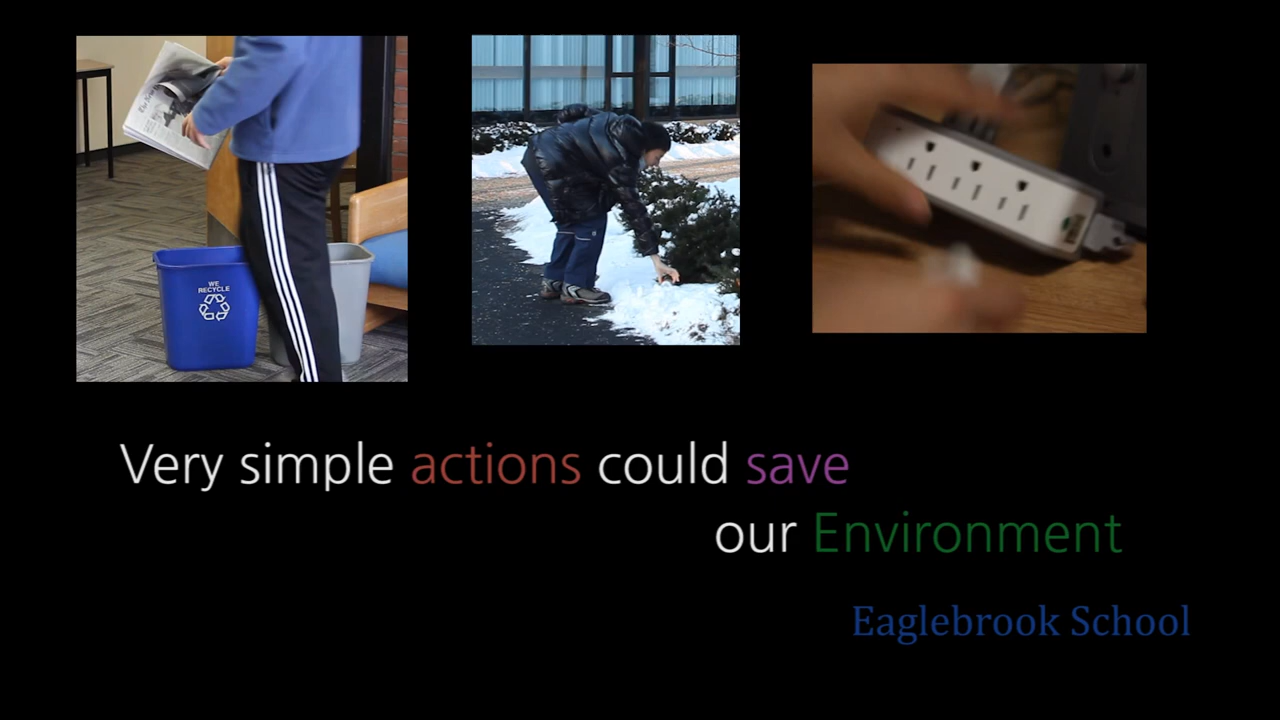 WE
RECYCLE
Very simple actions could save
our Environment
Eaglebrook School